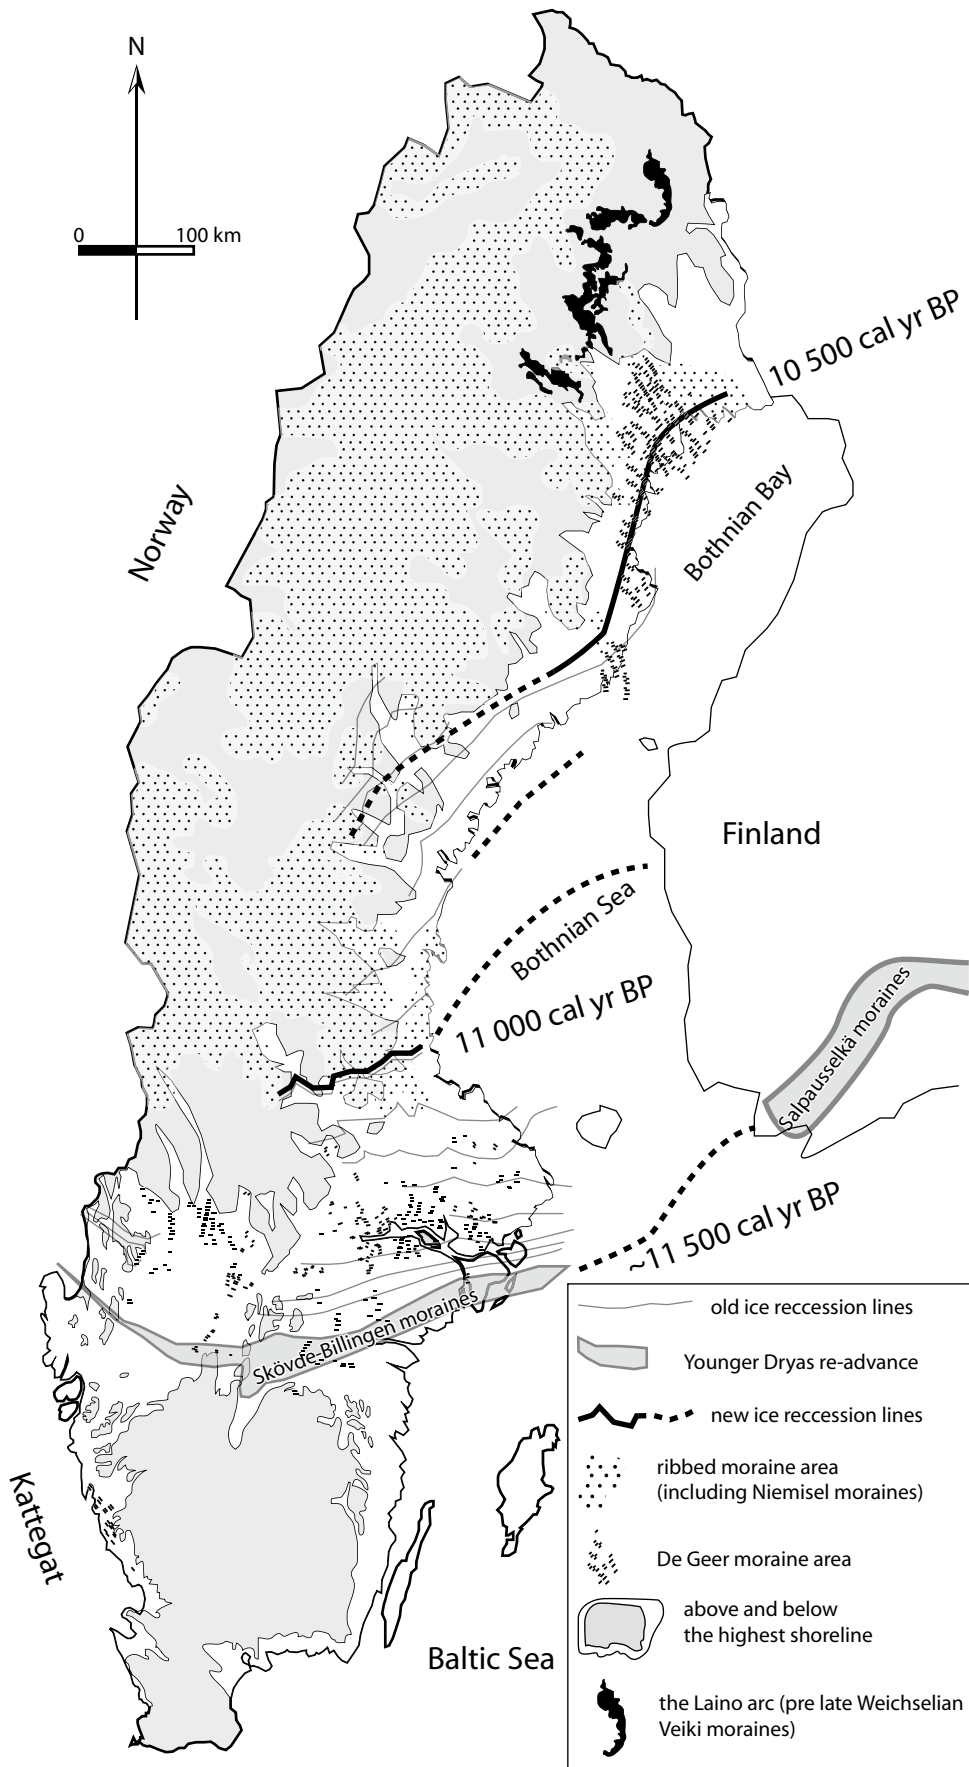 N
0 100 km
10 500 cal yr BP
Norway
Bothnian Bay
Finland
Bothnian Sea
11 000 cal yr BP
Salpausselkä moraines
~11 500 cal yr BP
Skövde-Billingen moraines
Kattegat
Baltic Sea
old ice reccession lines
Younger Dryas re-advance
new ice reccession lines
ribbed moraine area
(including Niemisel moraines)
De Geer moraine area
above and below
the highest shoreline
the Laino arc (pre late Weichselian
Veiki moraines)